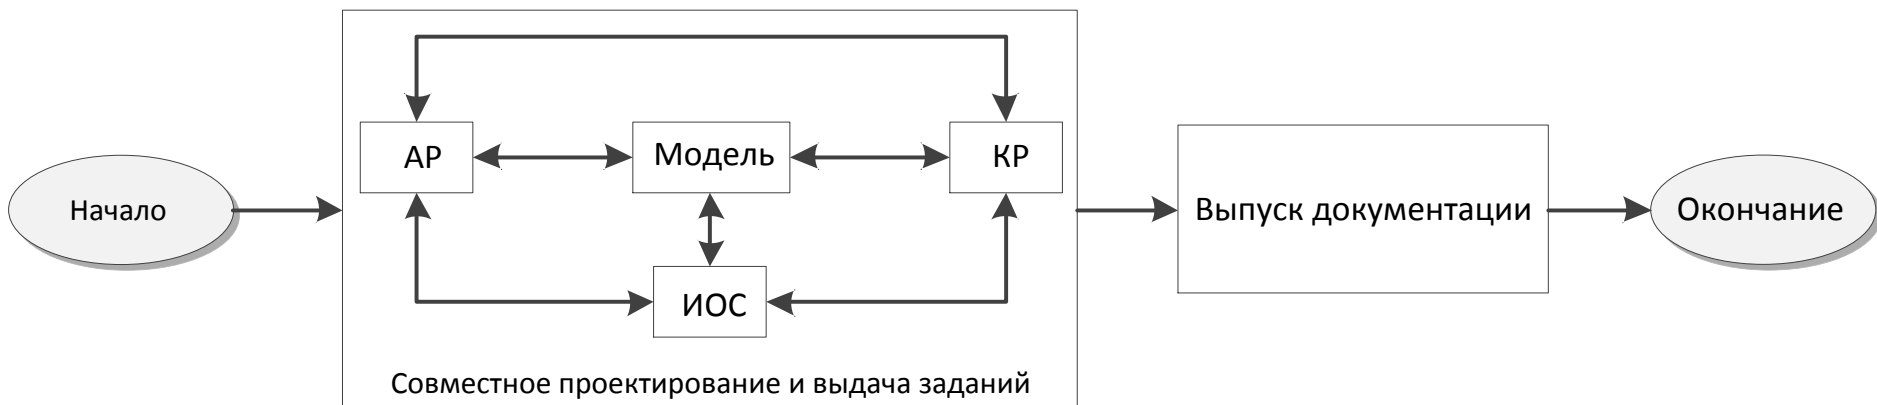 Начало
АР
Модель
КР
ИОС
Совместное проектирование и выдача заданий
Выпуск документации
Окончание